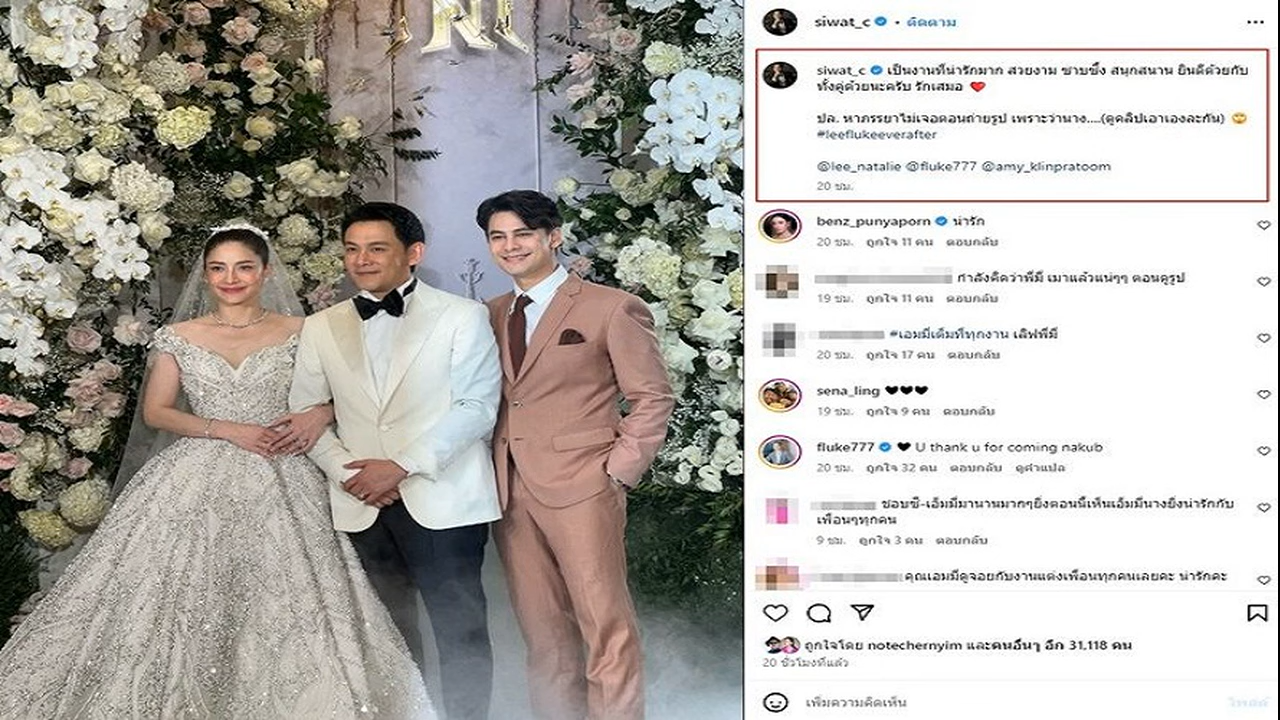 siwat_c • ติดตาม
siwat_c เป็นงานที่น่ารักมาก สวยงาม ซาบซึ้ง สนุกสนาน ยินดีด้วยกับ
ทั้งคู่ด้วยนะครับ รักเสมอ ❤️
ปล. หาภรรยาไม่เจอตอนถ่ายรูป เพราะว่านาง....(ดูคลิปเอาเองละกัน) 🙄
#leeflukeeverafter
@lee_natalie @fluke777 @amy_klinpratoom
20 ชม.
benz_punyaporn น่ารัก
20 ชม. ถูกใจ 11 คน ตอบกลับ
กำลังคิดว่าพี่มี่ เมาแล้วแน่ๆๆ ตอนดูรูป
19 ชม. ถูกใจ 11 คน ตอบกลับ
#เอมมี่เต็มที่ทุกงาน เลิฟพี่มี่
20 ชม. ถูกใจ 17 คน ตอบกลับ
sena_ling 🖤🖤🖤
19 ชม. ถูกใจ 9 คน ตอบกลับ
fluke777 🖤 U thank u for coming nakub
20 ชม. ถูกใจ 32 คน ตอบกลับ ดูคำแปล
ชอบชี-เอ็มมี่มานานมากๆยิ่งตอนนี้เห็นเอ็มมี่นางยิ่งน่ารักกับ
เพื่อนๆทุกคน
9 ชม. ถูกใจ 3 คน ตอบกลับ
คุณเอมมี่ดูจอยกับงานแต่งเพื่อนทุกคนเลยคะ น่ารักคะ
ถูกใจโดย notechernyim และคนอื่นๆ อีก 31,118 คน
20 ชั่วโมงที่แล้ว
เพิ่มความคิดเห็น
โพสต์